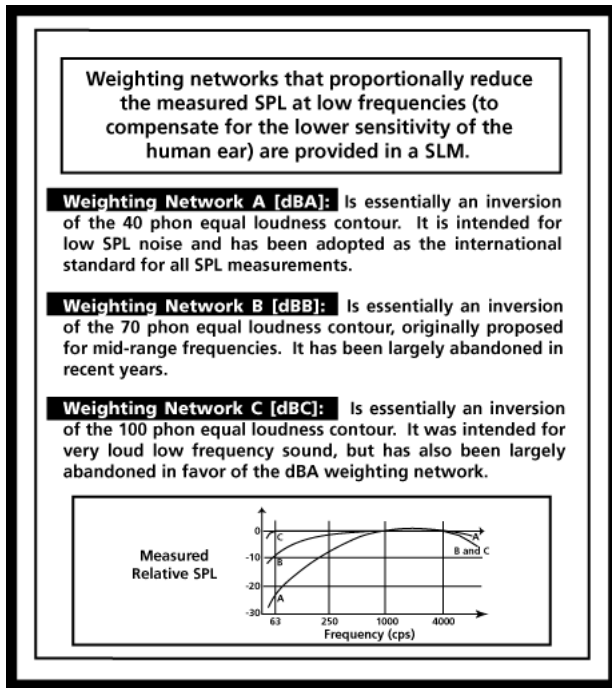 Weighting networks that proportionally reduce
the measured SPL at low frequencies (to
compensate for the lower sensitivity of the
human ear) are provided in a SLM.
Weighting Network A [dBA]: Is essentially an inversion
of the 40 phon equal loudness contour. It is intended for
low SPL noise and has been adopted as the international
standard for all SPL measurements.
Weighting Network B [dBB]: Is essentially an inversion
of the 70 phon equal loudness contour, originally proposed
for mid-range frequencies. It has been largely abandoned in
recent years.
Weighting Network C [dBC]: Is essentially an inversion
of the 100 phon equal loudness contour. It was intended for
very loud low frequency sound, but has also been largely
abandoned in favor of the dBA weighting network.
Measured
Relative SPL
0
C
A
B and C
-10
B
-20
A
-30
63 250 1000 4000
Frequency (cps)